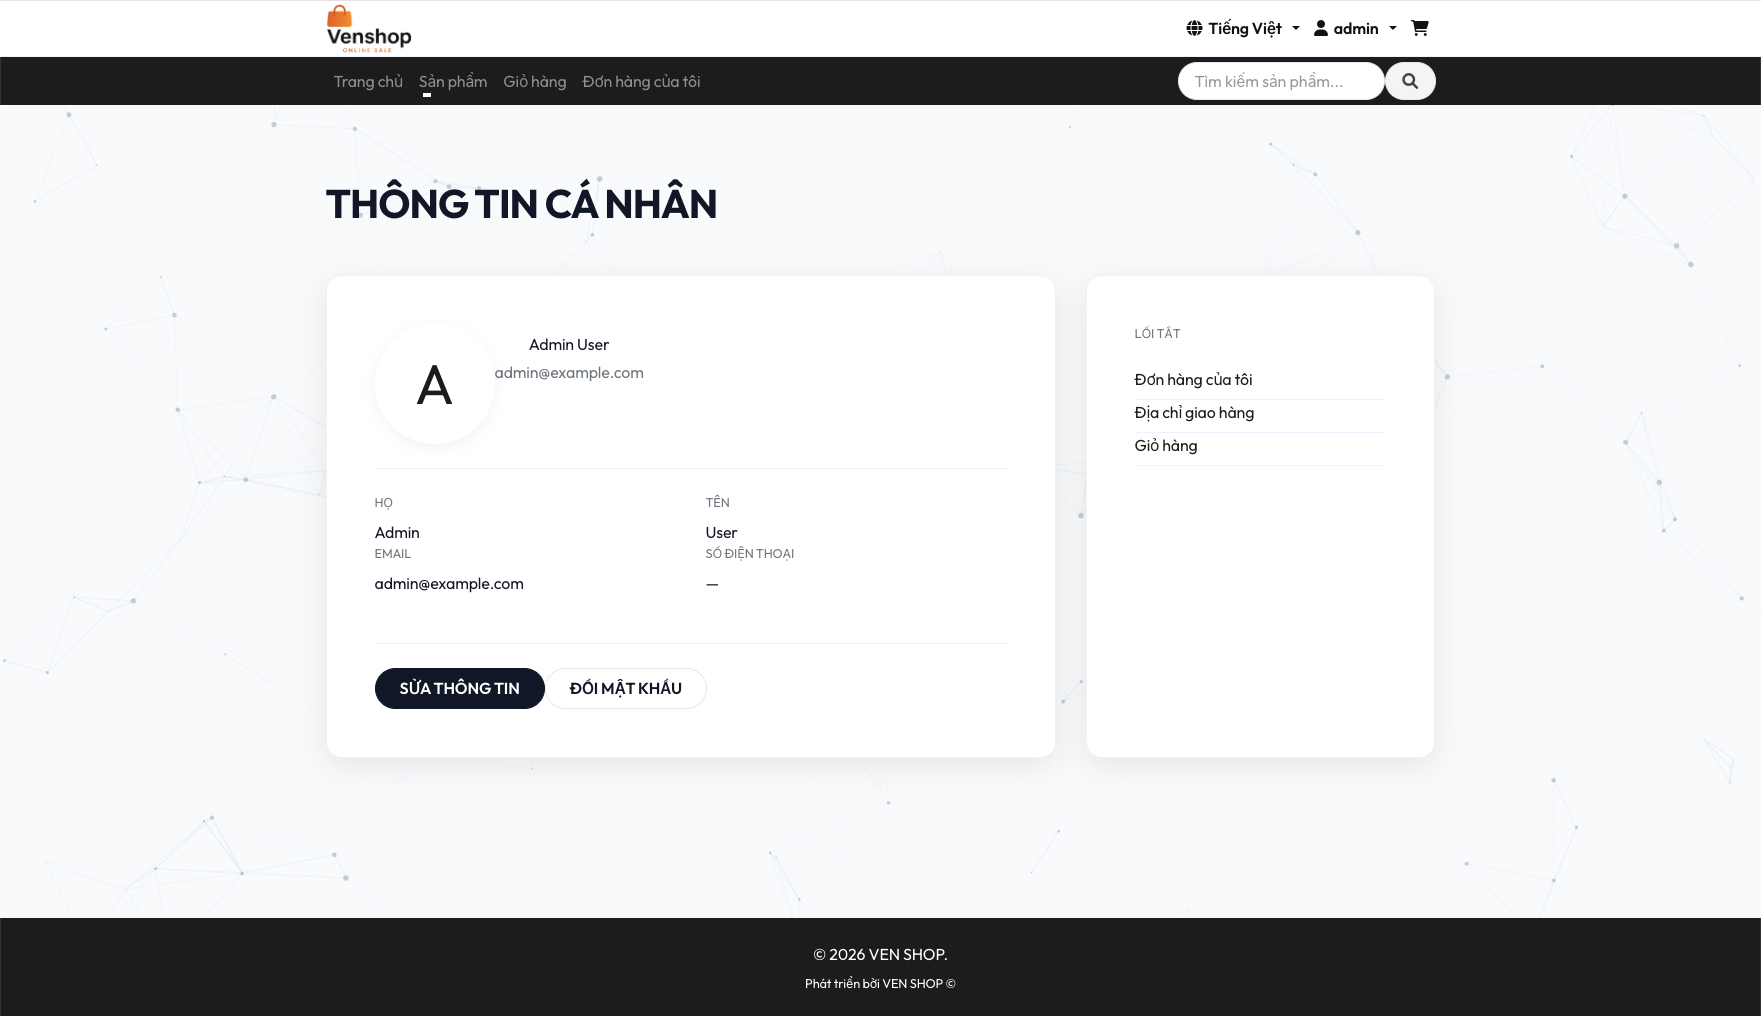 Venshop
ONLINE SALE
Tiếng Việt
admin
Trang chủ
Sản phẩm
Giỏ hàng
Đơn hàng của tôi
Tìm kiếm sản phẩm...
THÔNG TIN CÁ NHÂN
A
Admin User
admin@example.com
HỌ
TÊN
Admin
User
EMAIL
SỐ ĐIỆN THOẠI
admin@example.com
—
SỬA THÔNG TIN
ĐỔI MẬT KHẨU
LỐI TẮT
Đơn hàng của tôi
Địa chỉ giao hàng
Giỏ hàng
© 2026 VEN SHOP.
Phát triển bởi VEN SHOP ©